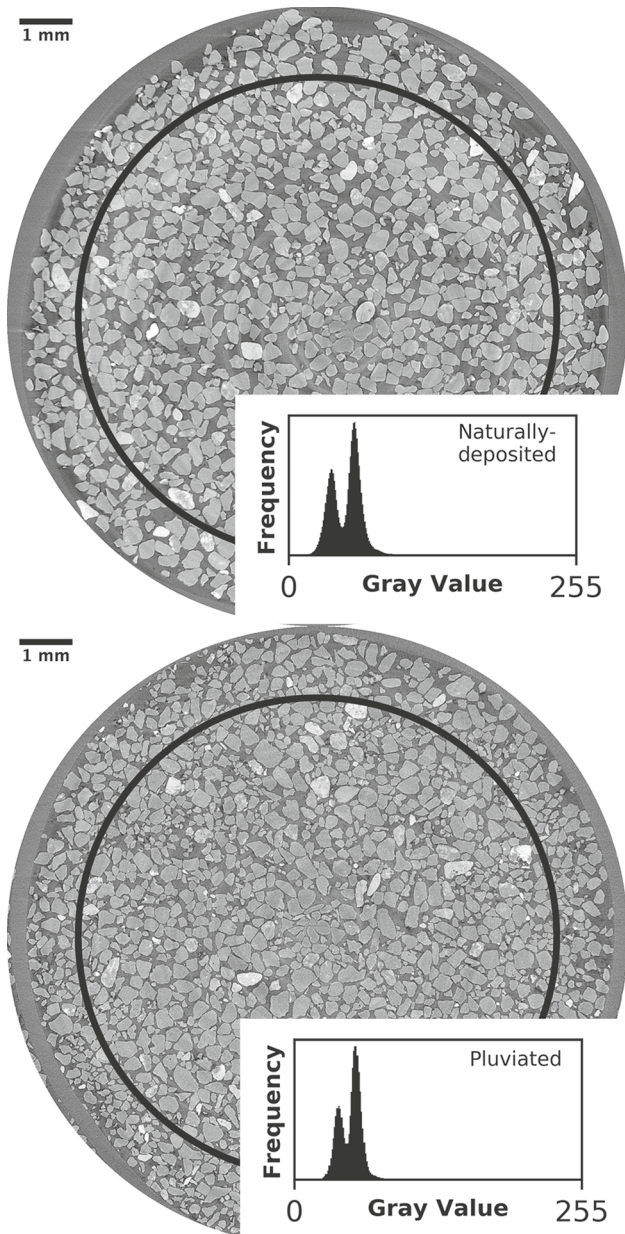 1 mm
Naturally-
deposited
Frequency
0
Gray Value
255
1 mm
Pluviated
Frequency
0
Gray Value
255